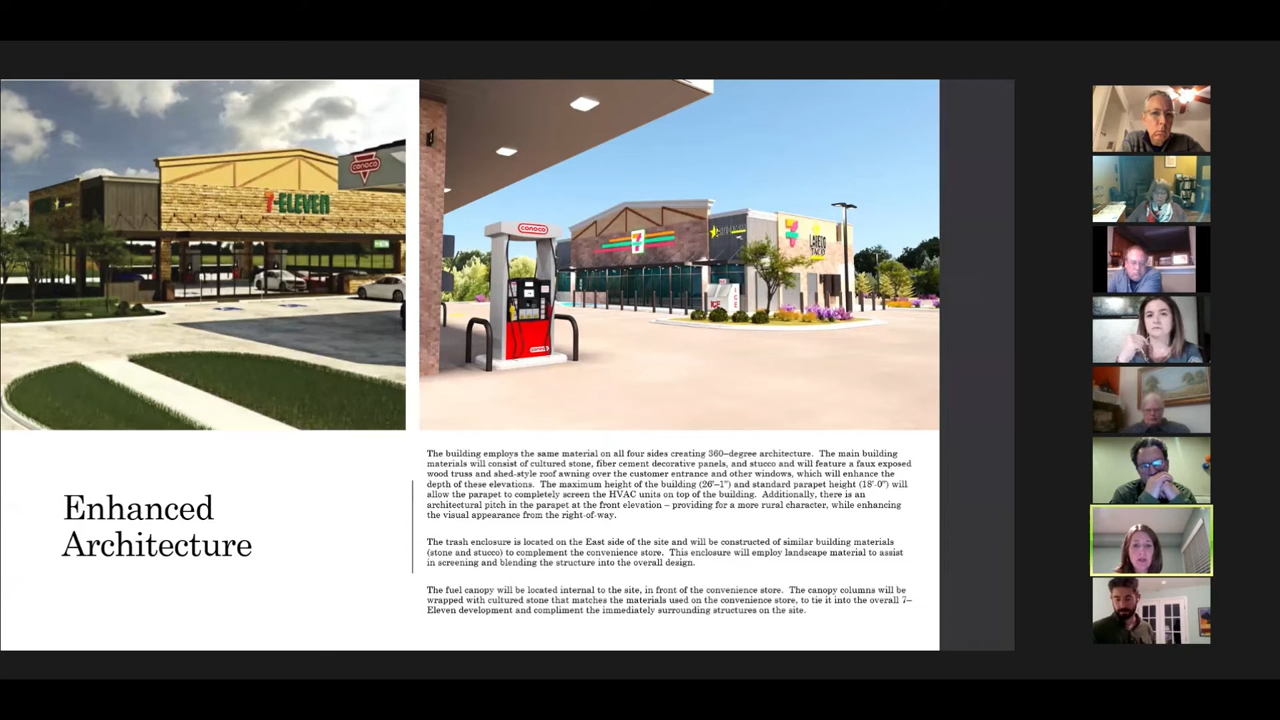 CONOCO
7-ELEVEN
CONOCO
LAREDO
TACO
ICE
ICE
conoco
Enhanced
Architecture
The building employs the same material on all four sides creating 360–degree architecture. The main building
materials will consist of cultured stone, fiber cement decorative panels, and stucco and will feature a faux exposed
wood truss and shed-style roof awning over the customer entrance and other windows, which will enhance the
depth of these elevations. The maximum height of the building (26'–1") and standard parapet height (18'-0") will
allow the parapet to completely screen the HVAC units on top of the building. Additionally, there is an
architectural pitch in the parapet at the front elevation – providing for a more rural character, while enhancing
the visual appearance from the right-of-way.
The trash enclosure is located on the East side of the site and will be constructed of similar building materials
(stone and stucco) to complement the convenience store. This enclosure will employ landscape material to assist
in screening and blending the structure into the overall design.
The fuel canopy will be located internal to the site, in front of the convenience store. The canopy columns will be
wrapped with cultured stone that matches the materials used on the convenience store, to tie it into the overall 7–
Eleven development and compliment the immediately surrounding structures on the site.